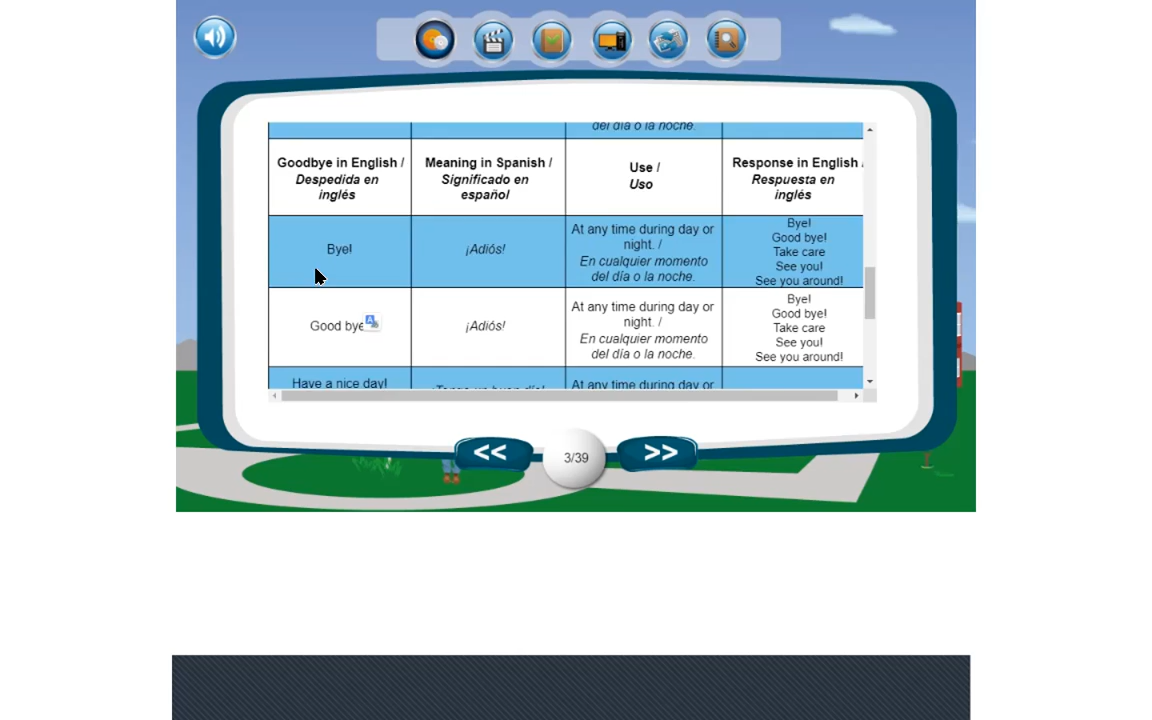 del día o la noche.
Goodbye in English /
Despedida en
inglés
Meaning in Spanish /
Significado en
español
Use /
Uso
Response in English /
Respuesta en
inglés
Bye!
¡Adiós!
At any time during day or
night. /
En cualquier momento
del día o la noche.
Bye!
Good bye!
Take care
See you!
See you around!
Good bye
¡Adiós!
At any time during day or
night. /
En cualquier momento
del día o la noche.
Bye!
Good bye!
Take care
See you!
See you around!
Have a nice day!
¡Tenga un buen día!
At any time during day or
<<
3/39
>>